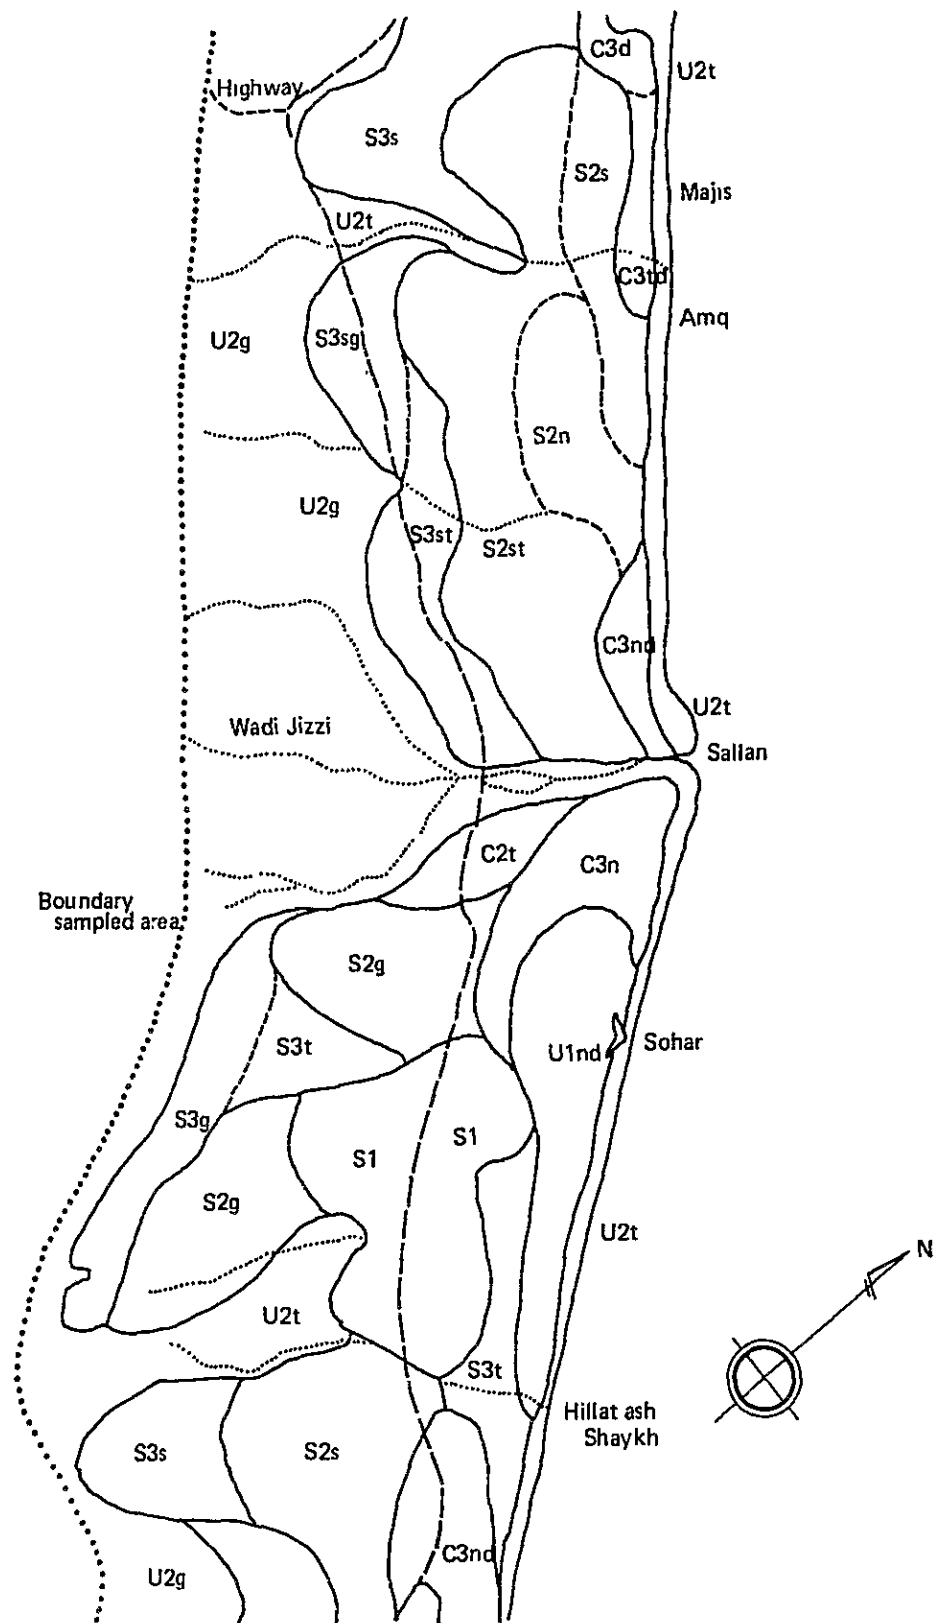 C3d
U2t
Highway
S3s
S2s
Majis
U2t
C3td
Amq
U2g
S3sg
S2n
U2g
S3st
S2st
C3nd
U2t
Wadi Jizzi
Sallan
C2t
C3n
Boundary
sampled area
S2g
S3t
U1nd
Sohar
S3g
S1
S1
S2g
U2t
N
U2t
S3t
Hillat ash
Shaykh
S3s
S2s
C3nd
U2g